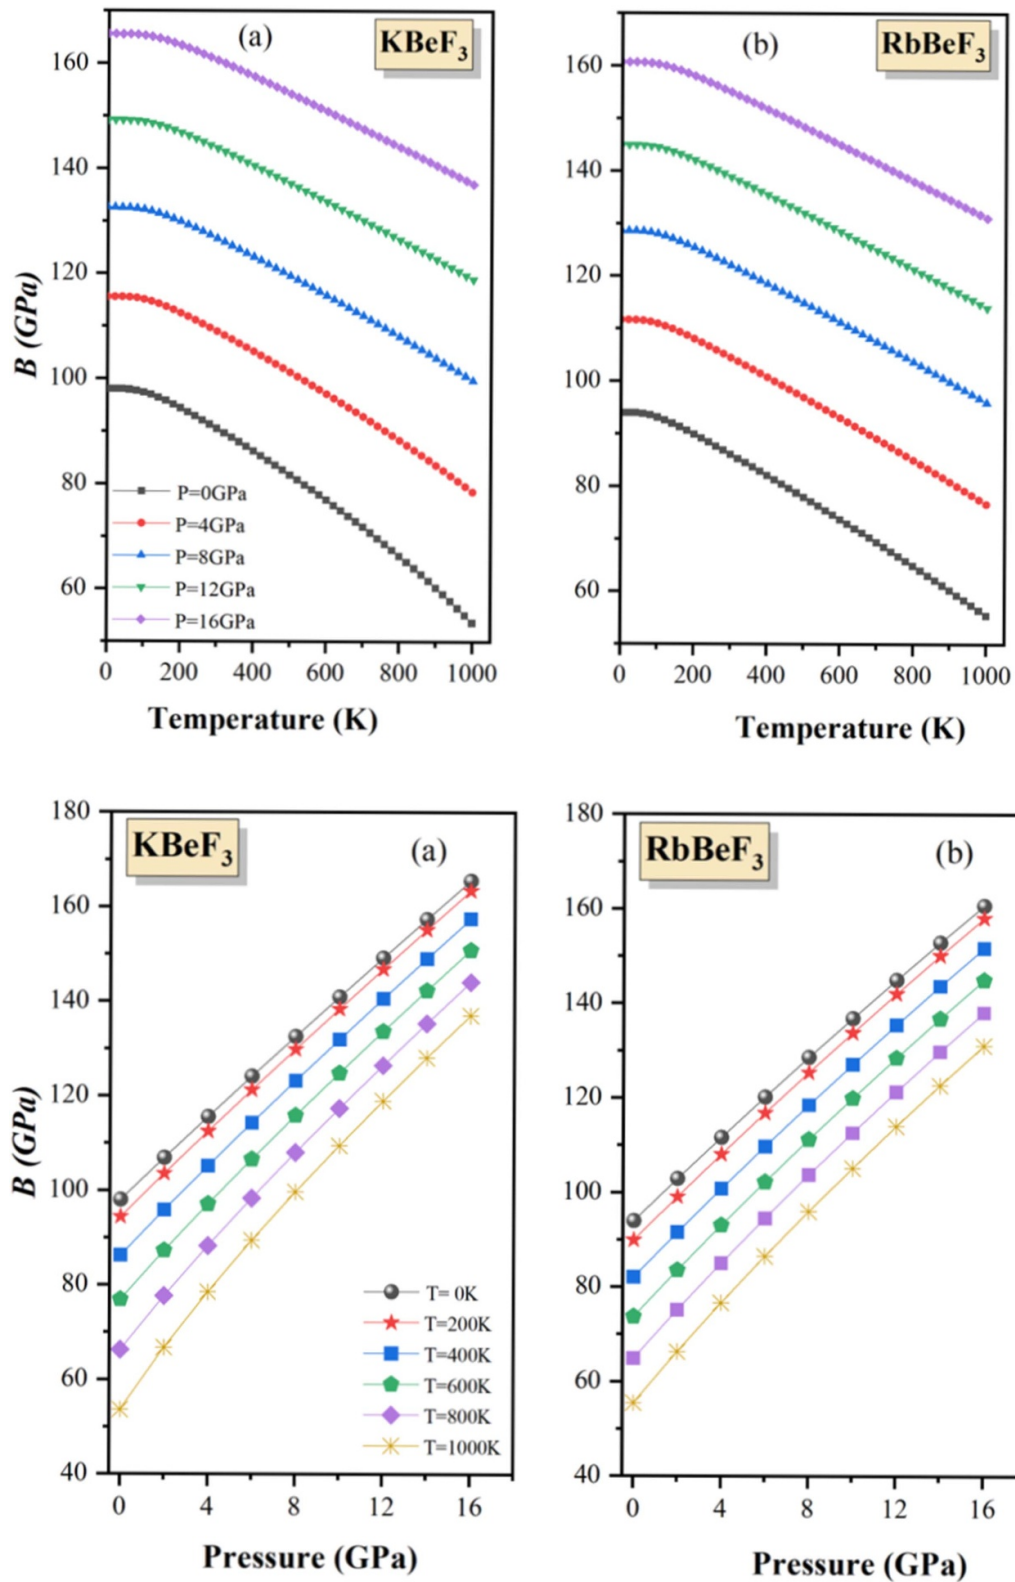 (a)
KBeF3
160
140
120
100
80
60
B (GPa)
P=0GPa
P=4GPa
P=8GPa
P=12GPa
P=16GPa
0 200 400 600 800 1000
Temperature (K)
(b)
RbBeF3
160
140
120
100
80
60
0 200 400 600 800 1000
Temperature (K)
KBeF3
(a)
180
160
140
120
100
80
60
40
B (GPa)
T= 0K
T=200K
T=400K
T=600K
T=800K
T=1000K
0 4 8 12 16
Pressure (GPa)
RbBeF3
(b)
180
160
140
120
100
80
60
40
0 4 8 12 16
Pressure (GPa)